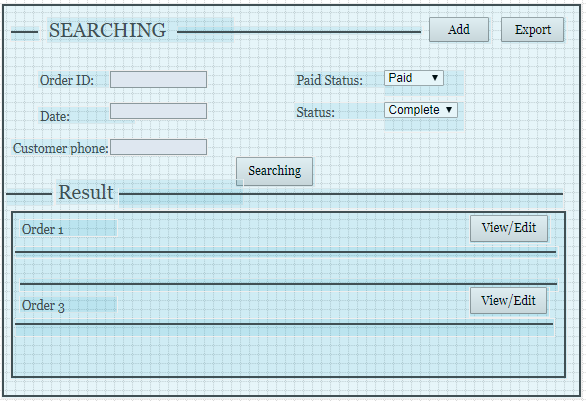 SEARCHING Add Export
Order ID: Paid Status: Paid
Date: Status: Complete
Customer phone:
Searching
Result
Order 1 View/Edit
Order 3 View/Edit